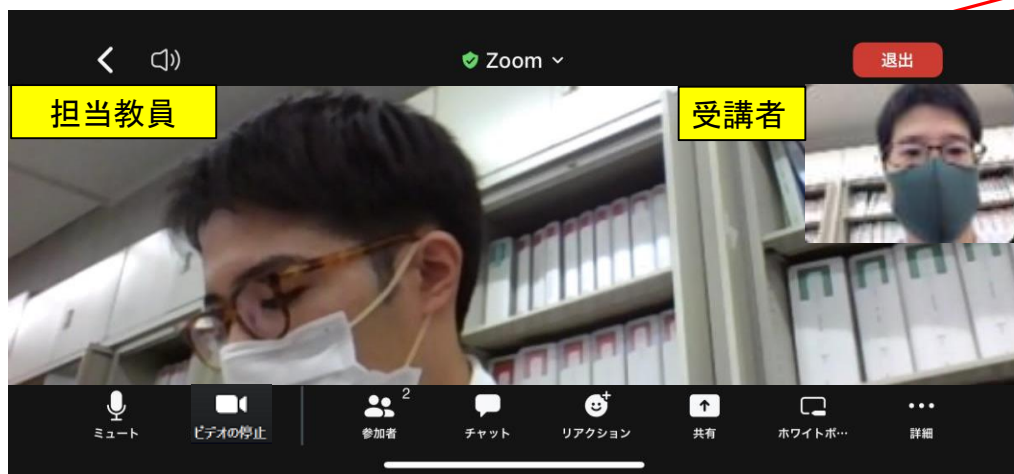 Zoom
退出
担当教員
受講者
2
ミュート
ビデオの停止
参加者
チャット
リアクション
共有
ホワイトボ…
詳細